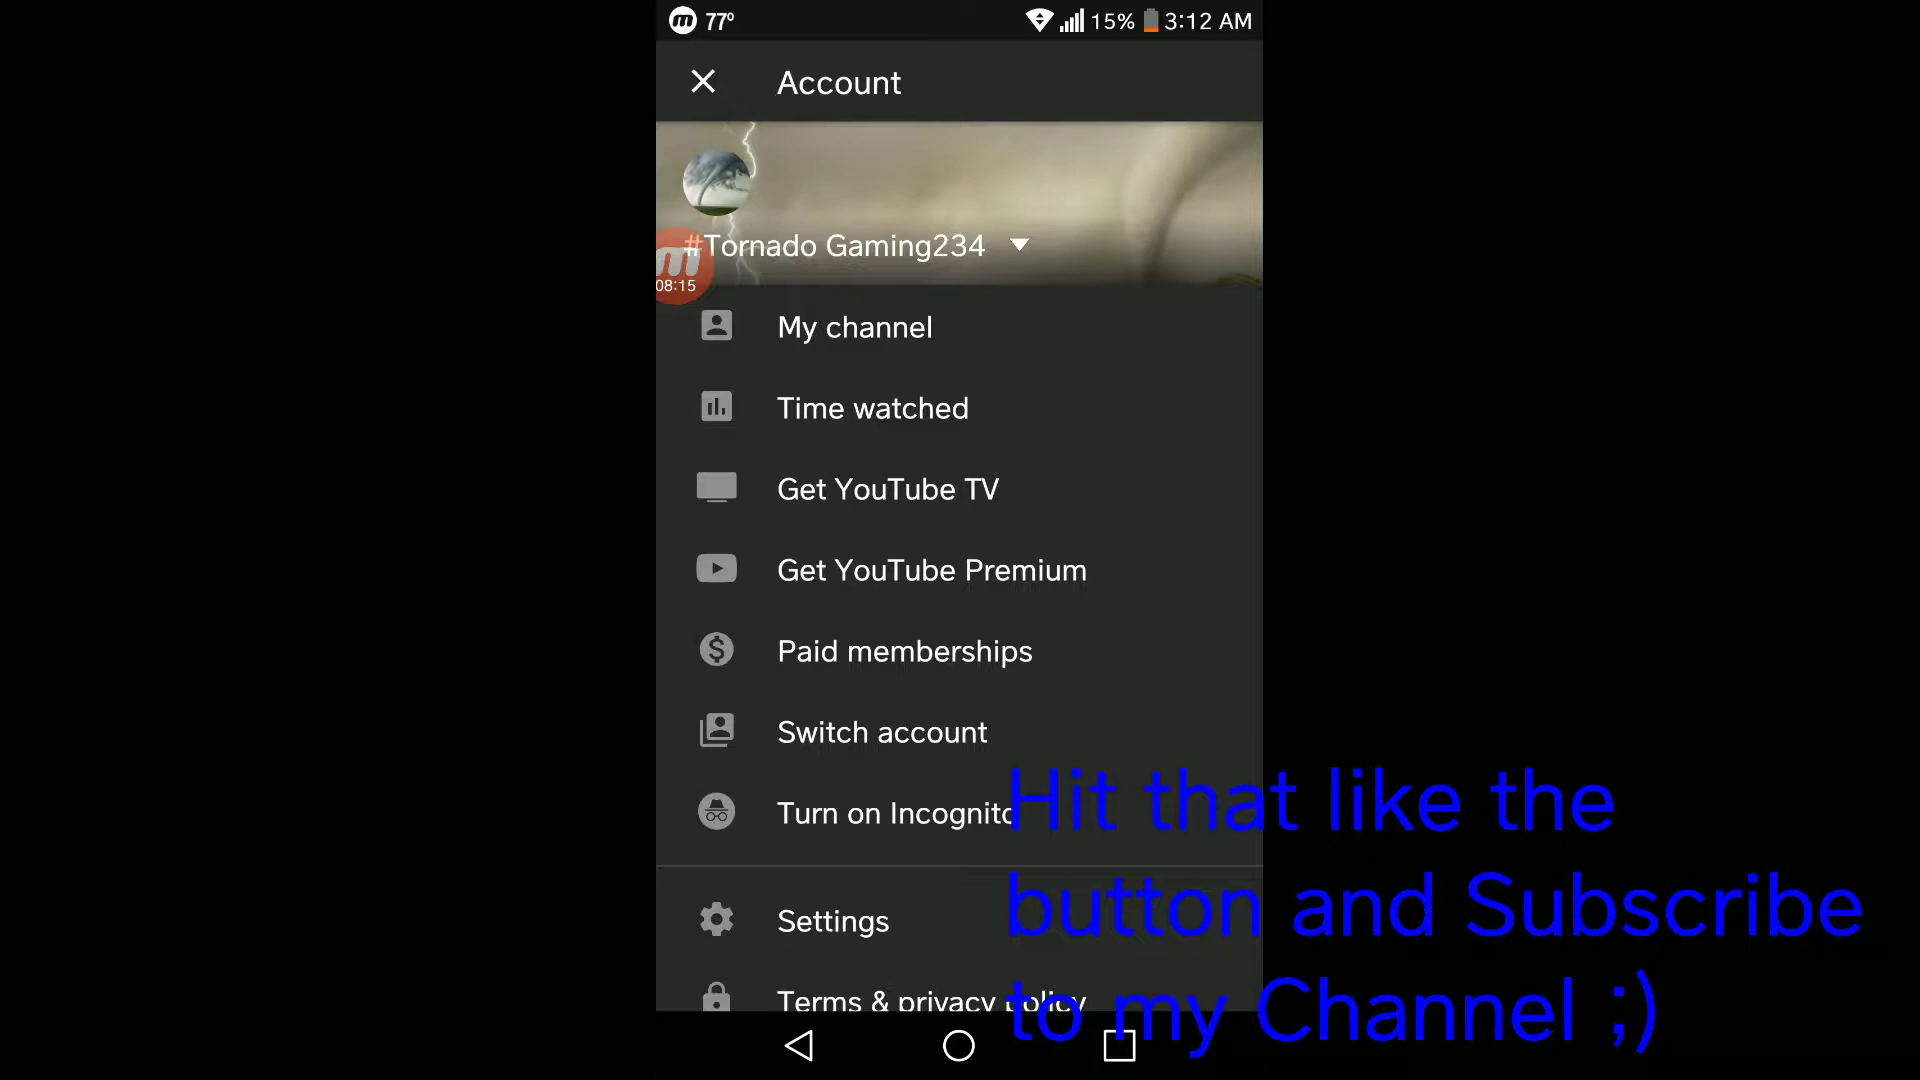 77° 15% 3:12 AM
Account
#Tornado Gaming234
08:15
My channel
Time watched
Get YouTube TV
Get YouTube Premium
Paid memberships
Switch account
Turn on Incognito
Settings
Terms & privacy policy
Hit that like the
button and Subscribe
to my Channel ;)